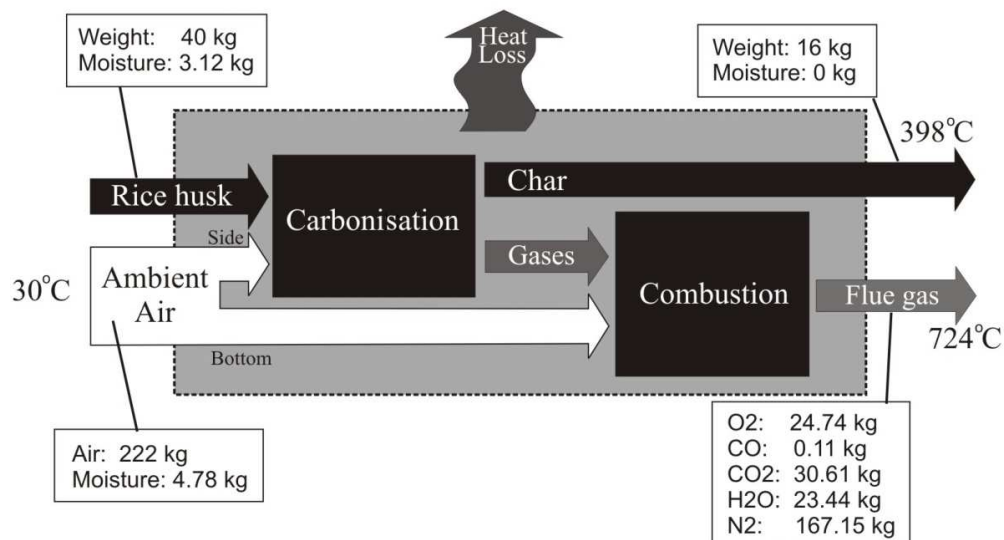 Weight: 40 kg
Moisture: 3.12 kg
Heat
Loss
Weight: 16 kg
Moisture: 0 kg
398°C
Rice husk
Carbonisation
Char
Side
Gases
30°C
Ambient
Air
Combustion
Flue gas
Bottom
724°C
Air: 222 kg
Moisture: 4.78 kg
O2: 24.74 kg
CO: 0.11 kg
CO2: 30.61 kg
H2O: 23.44 kg
N2: 167.15 kg